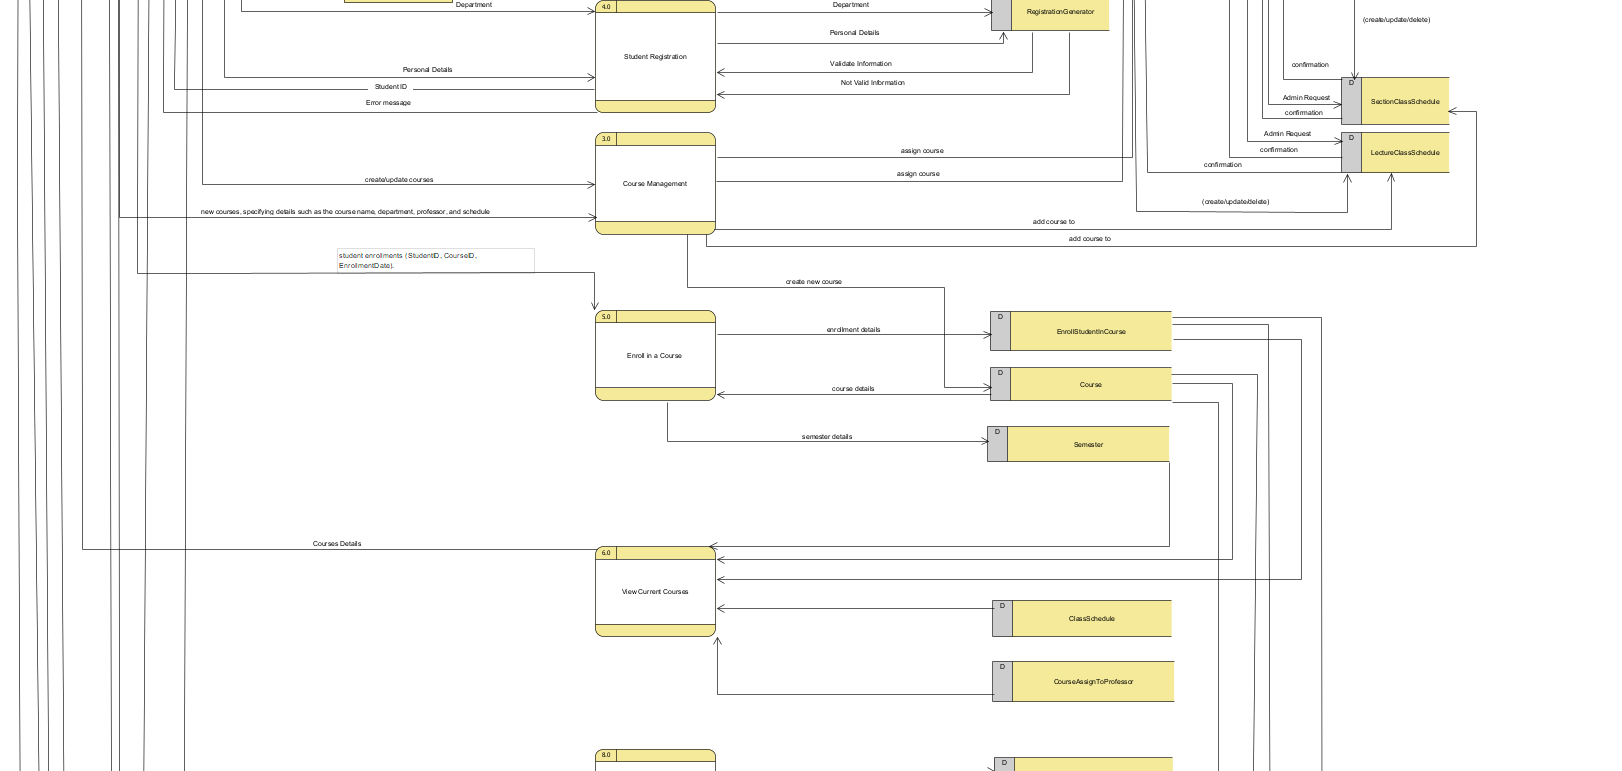 Department
4.0
Department
RegistrationGenerator
(create/update/delete)
Personal Details
Student Registration
Validate Information
confirmation
Personal Details
Not Valid Information
D
Student ID
Admin Request
SectionClassSchedule
Error message
confirmation
3.0
Admin Request
D
assign course
confirmation
LectureClassSchedule
confirmation
assign course
create/update courses
Course Management
(create/update/delete)
new courses, specifying details such as the course name, department, professor, and schedule
add course to
add course to
student enrollments (StudentID, CourseID,
EnrollmentDate).
create new course
5.0
D
enrollment details
EnrollStudentInCourse
Enroll in a Course
D
course details
Course
D
semester details
Semester
Courses Details
6.0
View Current Courses
D
ClassSchedule
D
CourseAssignToProfessor
8.0
D